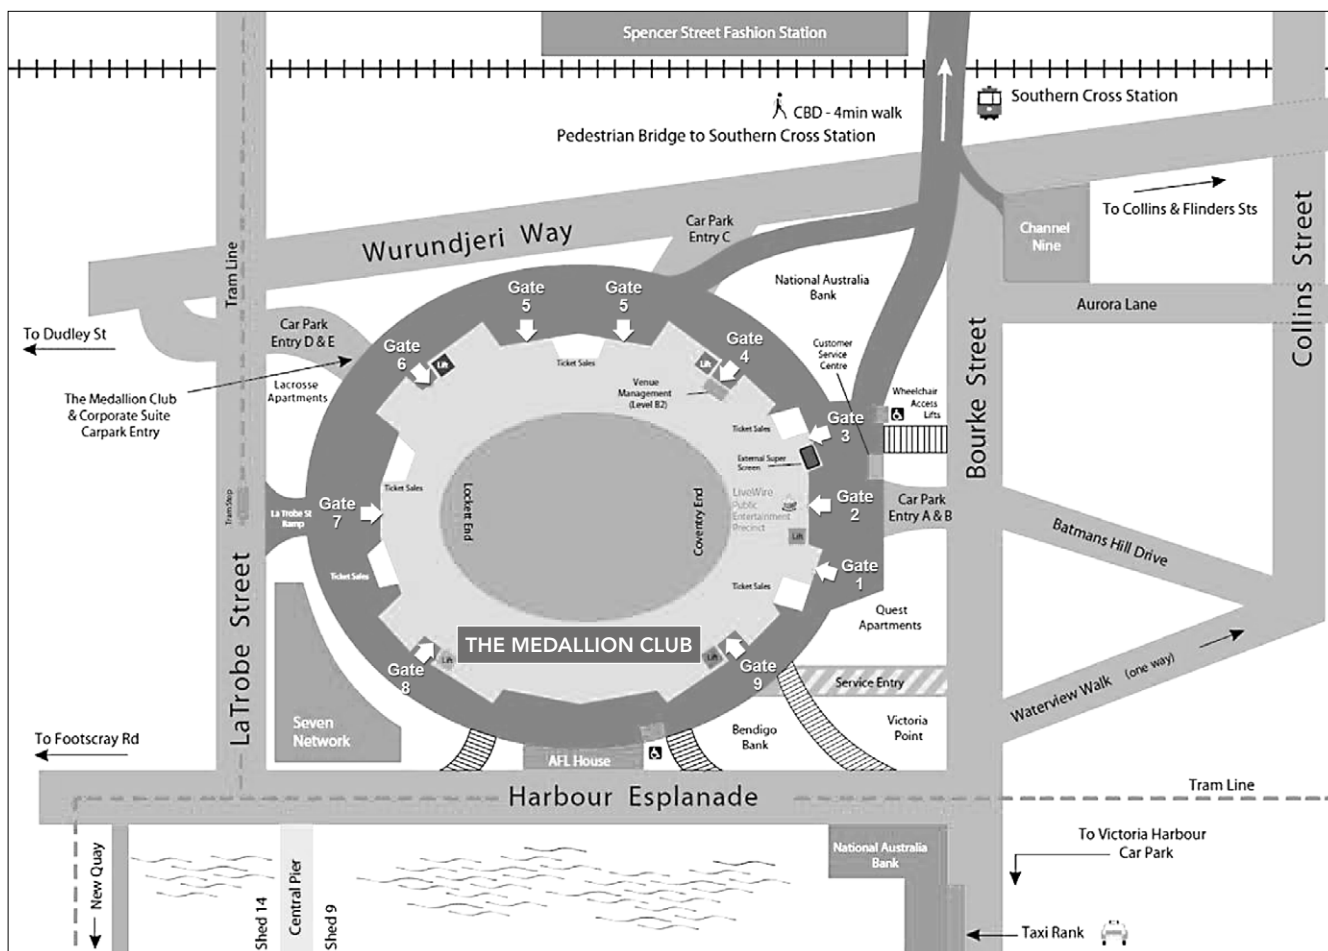 Spencer Street Fashion Station
Southern Cross Station
CBD - 4min walk
Pedestrian Bridge to Southern Cross Station
To Collins & Flinders Sts
Channel
Nine
Collins Street
Car Park
Entry C
Wurundjeri Way
Tram Line
National Australia
Bank
Aurora Lane
Gate
5
Gate
5
To Dudley St
Car Park
Entry D & E
Gate
6
Lift
Ticket Sales
Lift
Gate
4
Customer
Service
Centre
Bourke Street
The Medallion Club
& Corporate Suite
Carpark Entry
Lacrosse
Apartments
Venue
Management
(Level B2)
Wheelchair
Access
Lifts
Gate
3
Ticket Sales
External Super
Screen
Ticket Sales
Lockett End
Coventry End
LiveWire
Public
Entertainment
Precinct
Gate
2
Car Park
Entry A & B
Tram Stop
La Trobe St
Ramp
Gate
7
Lift
Batmans Hill Drive
Gate
1
Ticket Sales
Ticket Sales
LaTrobe Street
Quest
Apartments
THE MEDALLION CLUB
Lift
Lift
Gate
8
Gate
9
Service Entry
Waterview Walk (one way)
Seven
Network
Bendigo
Bank
Victoria
Point
To Footscray Rd
AFL House
Harbour Esplanade
Tram Line
New Quay
Shed 14
Central Pier
Shed 9
National Australia
Bank
To Victoria Harbour
Car Park
Taxi Rank